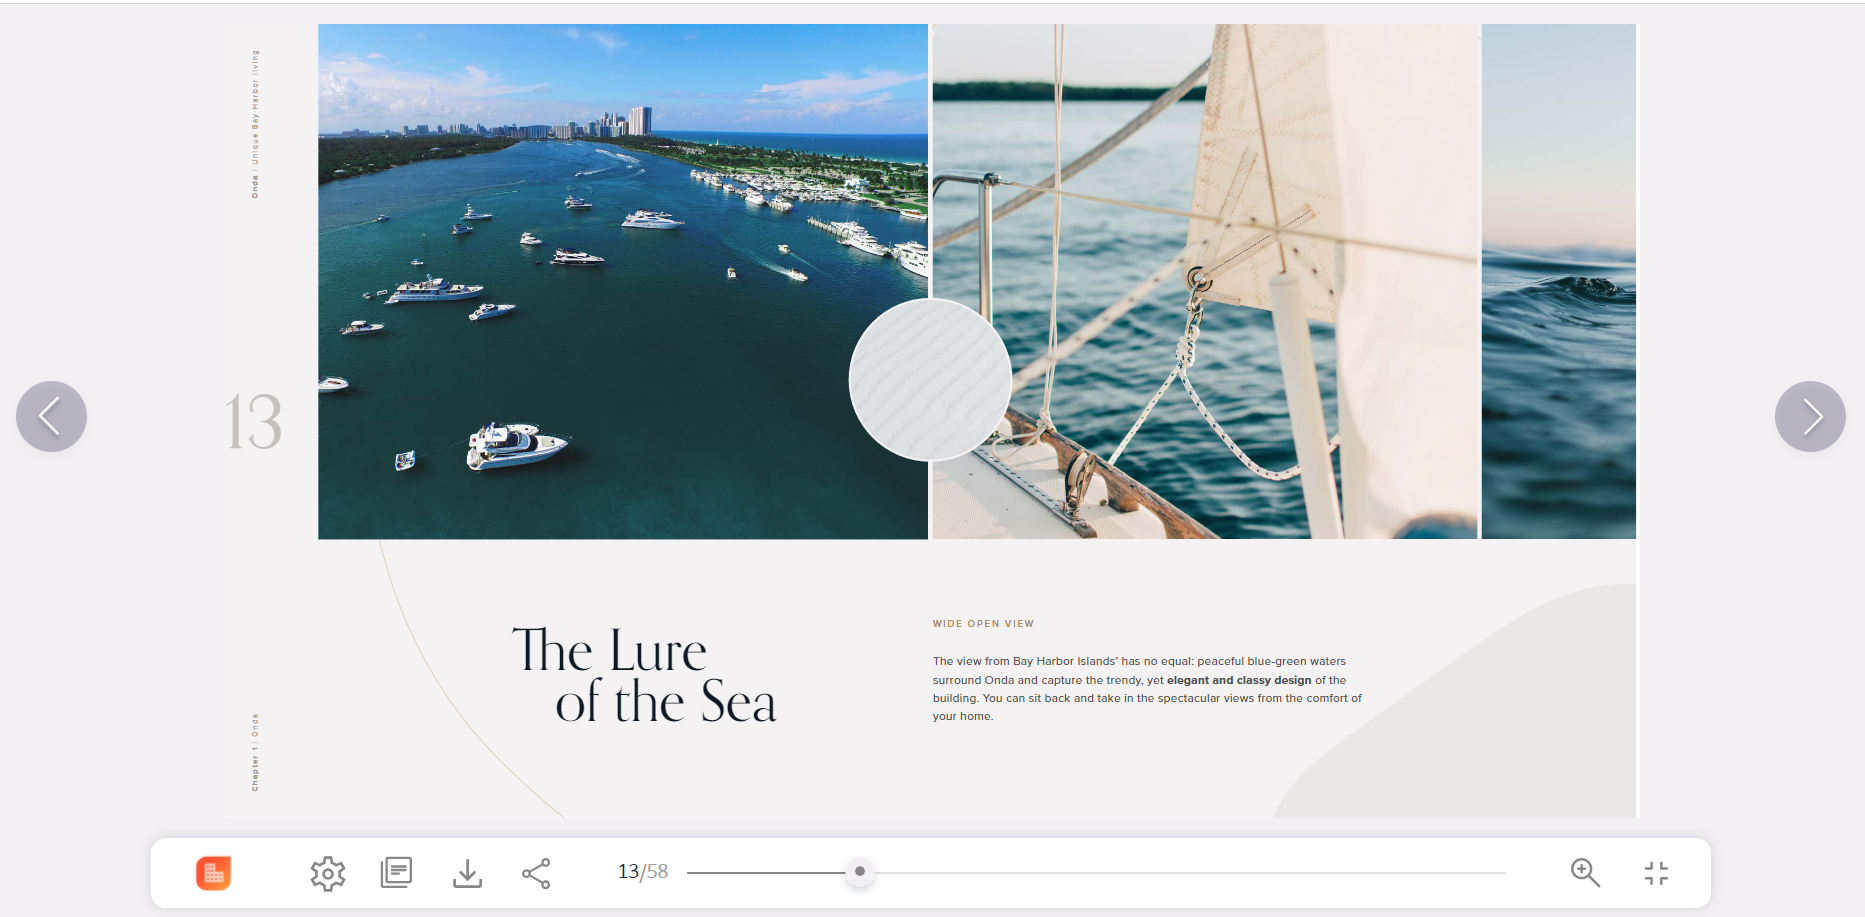 Onda | Unique Bay Harbor living
13
The Lure
of the Sea
WIDE OPEN VIEW
The view from Bay Harbor Islands' has no equal: peaceful blue-green waters
surround Onda and capture the trendy, yet elegant and classy design of the
building. You can sit back and take in the spectacular views from the comfort of
your home.
Chapter 1 | Onda
13/58